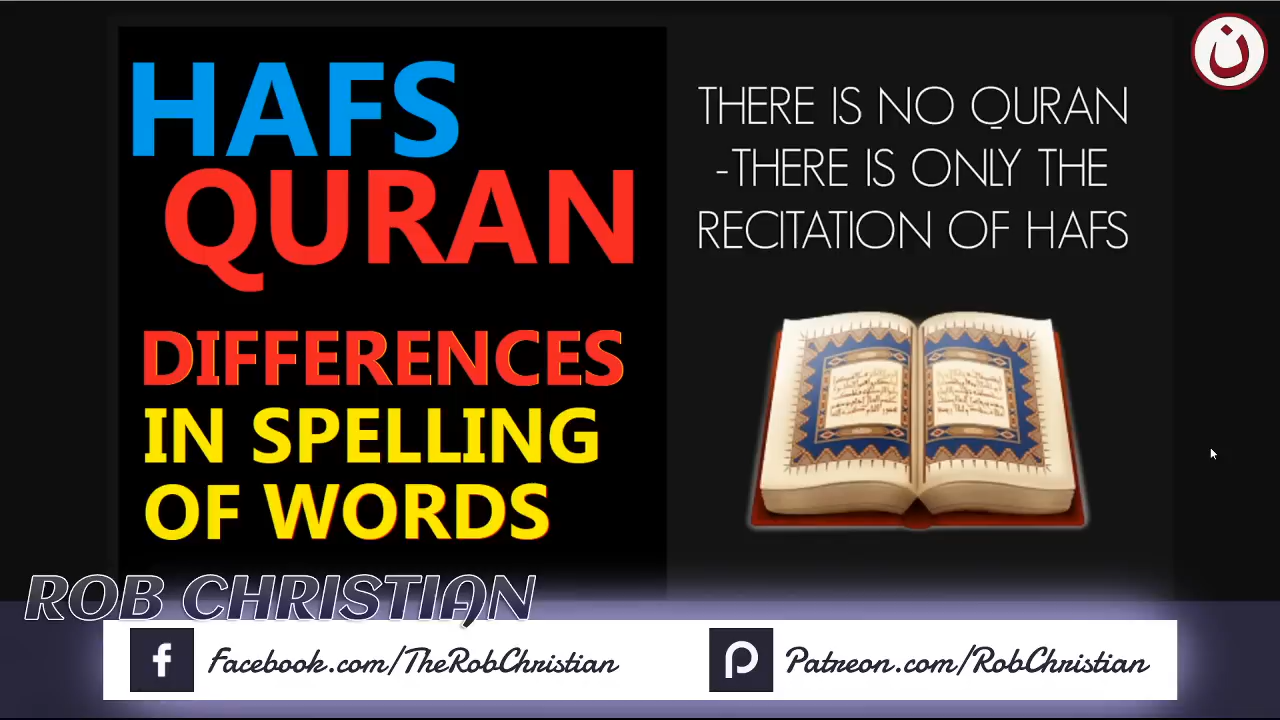 HAFS
QURAN
DIFFERENCES
IN SPELLING
OF WORDS
THERE IS NO QURAN
-THERE IS ONLY THE
RECITATION OF HAFS
ن
ROB CHRISTIAN
Facebook.com/TheRobChristian
Patreon.com/RobChristian